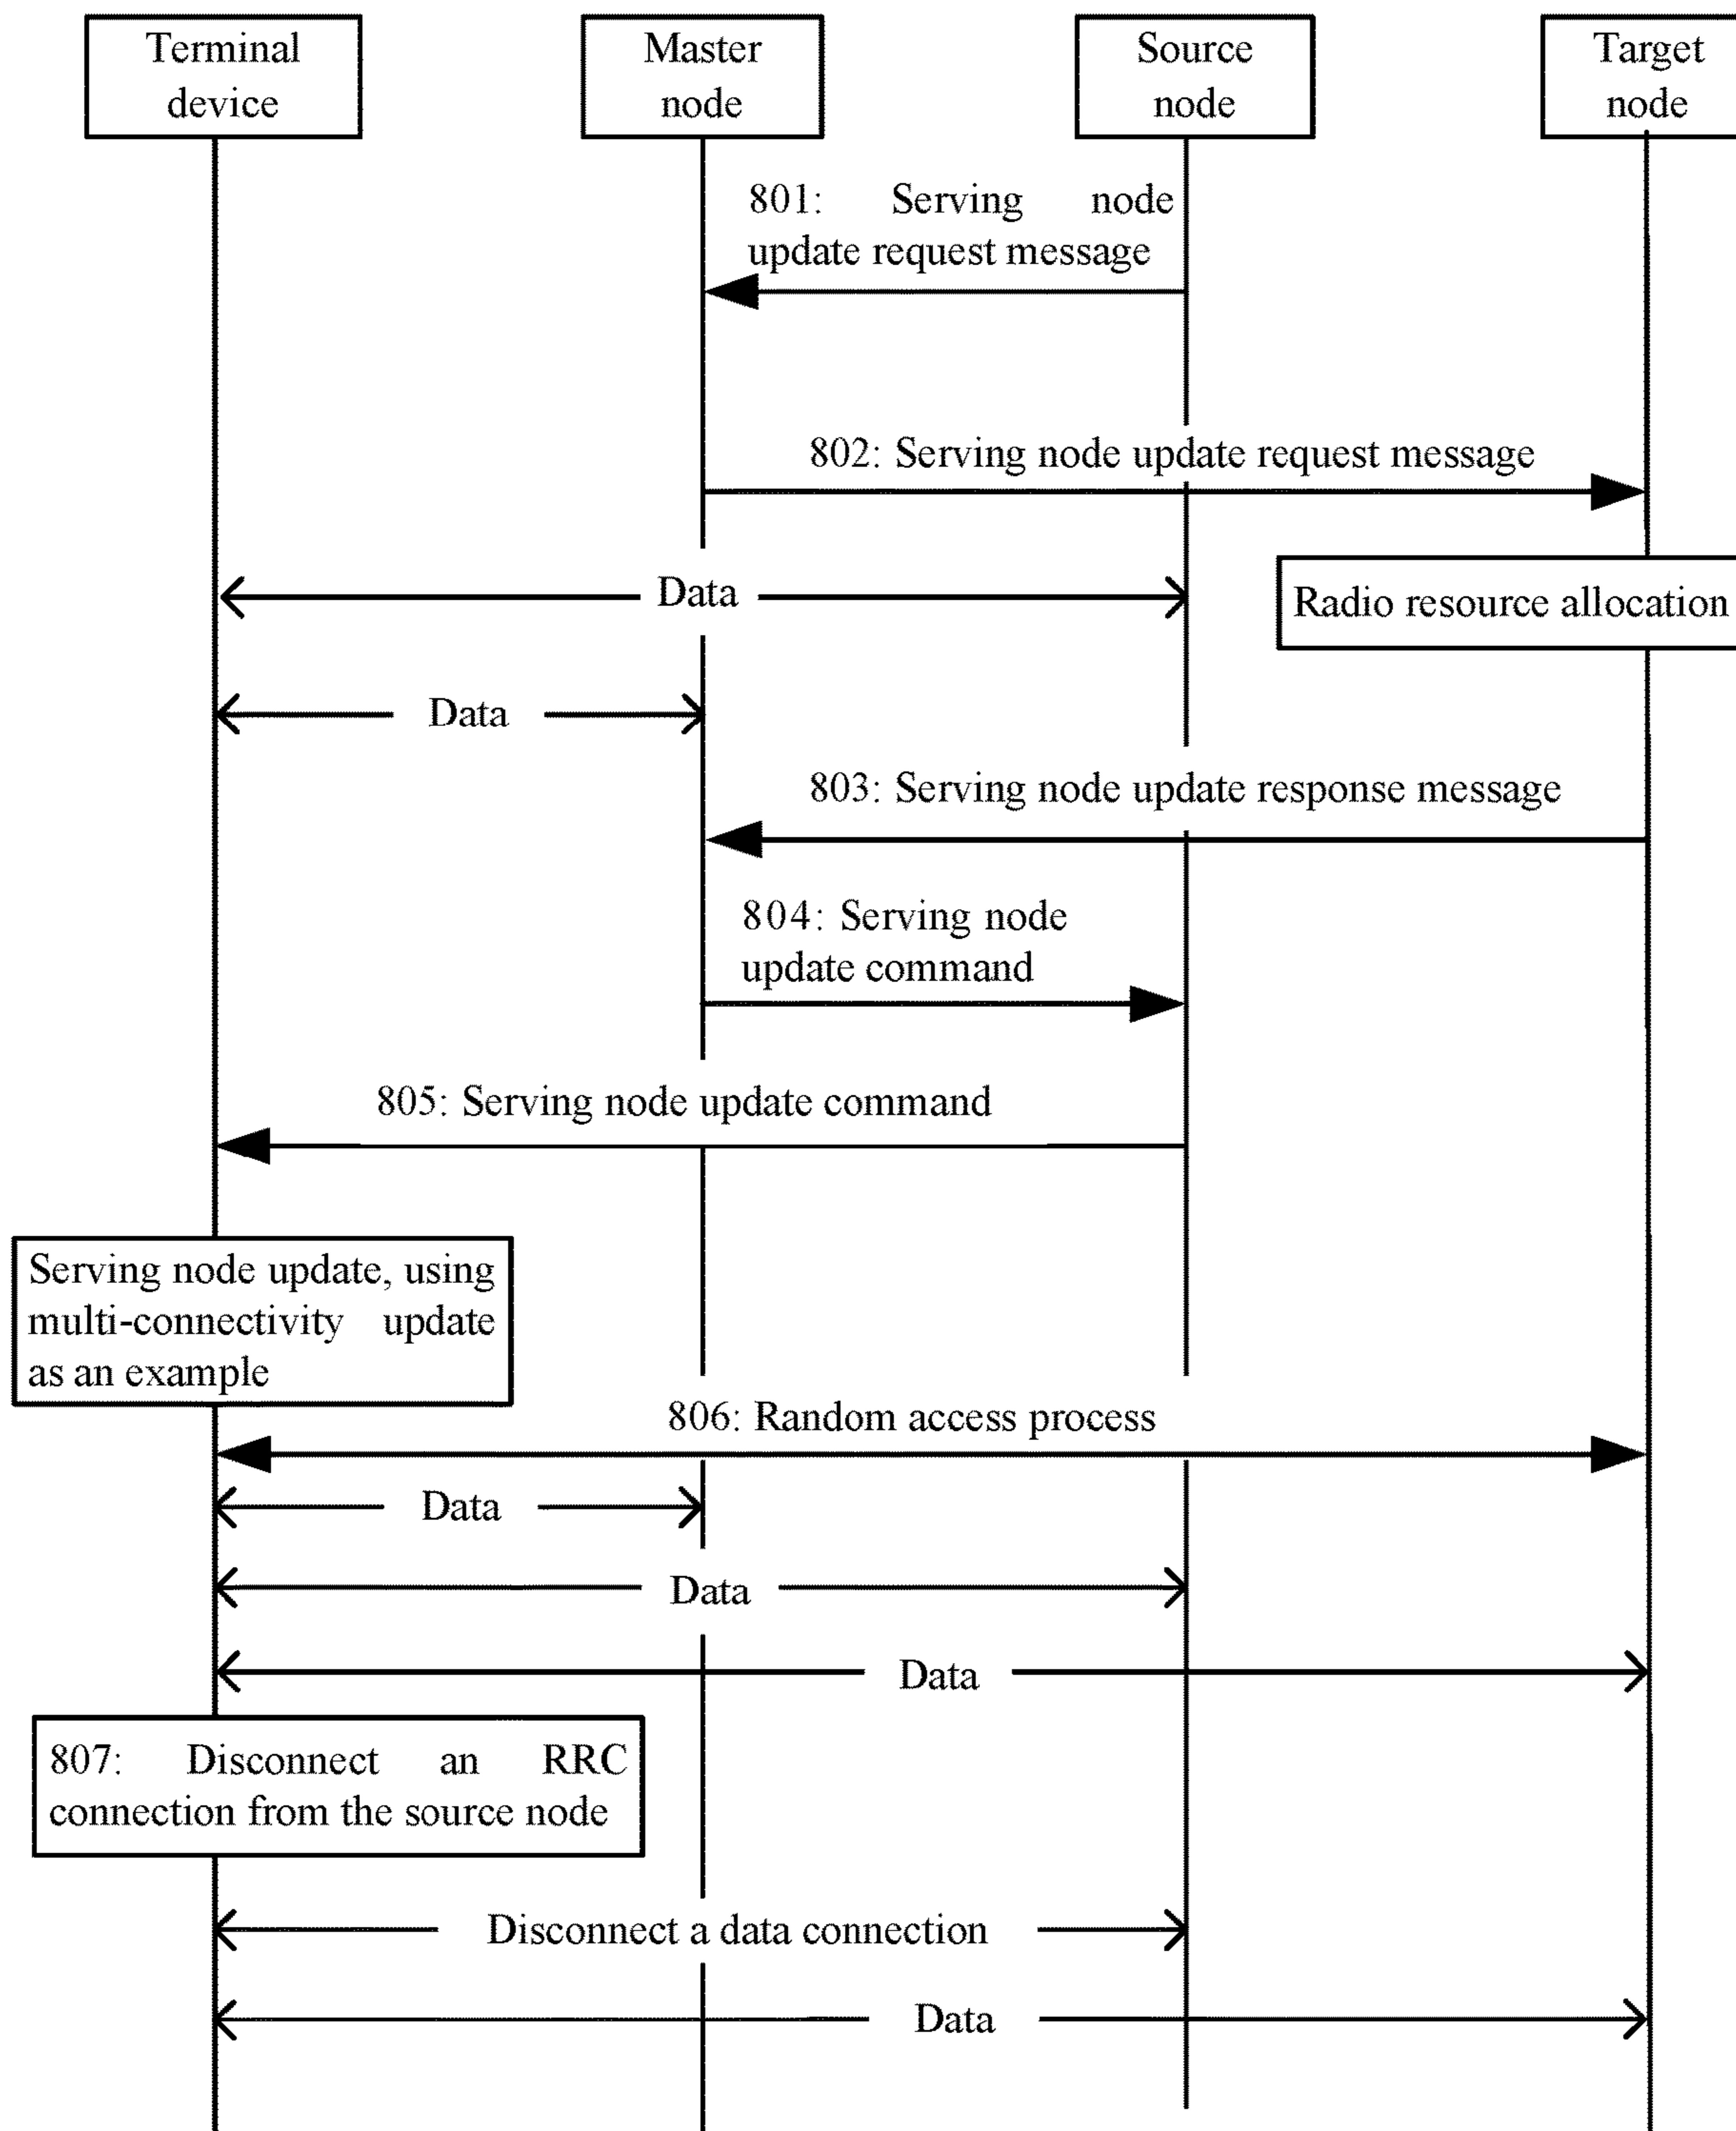 Terminal
device
Master
node
Source
node
Target
node
801: Serving node
update request message
802: Serving node update request message
Data
Radio resource allocation
Data
803: Serving node update response message
804: Serving node
update command
805: Serving node update command
Serving node update, using
multi-connectivity update
as an example
806: Random access process
Data
Data
Data
807: Disconnect an RRC
connection from the source node
Disconnect a data connection
Data